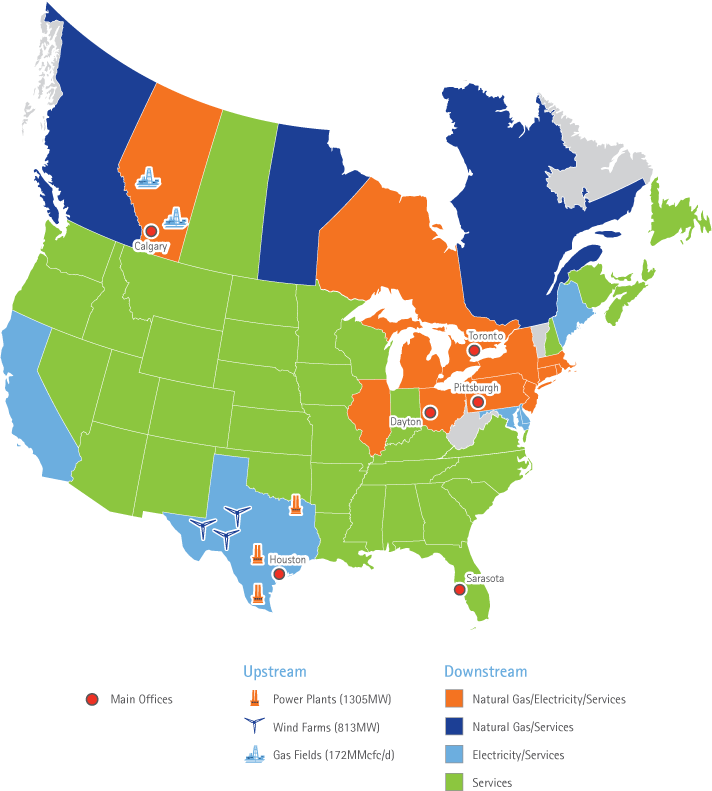 Calgary
Toronto
Pittsburgh
Dayton
Houston
Sarasota
Upstream
Downstream
Main Offices
Power Plants (1305MW)
Natural Gas/Electricity/Services
Wind Farms (813MW)
Natural Gas/Services
Gas Fields (172MMcfc/d)
Electricity/Services
Services